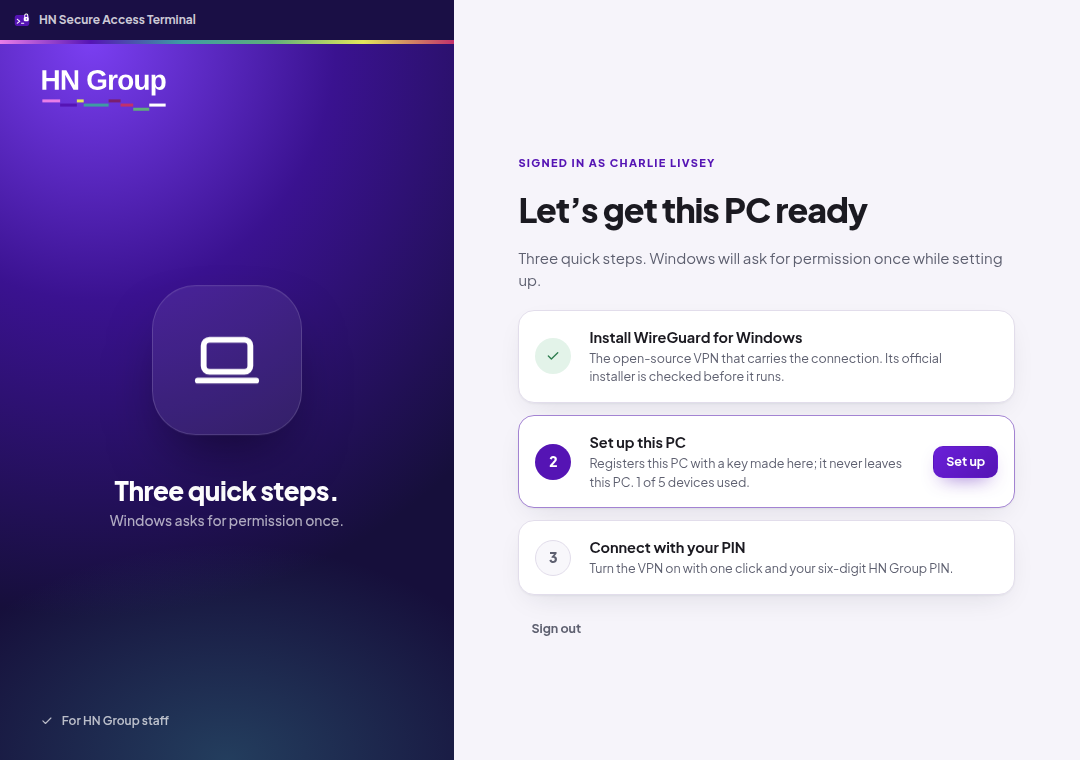 HN Secure Access Terminal
HN Group
Three quick steps.
Windows asks for permission once.
For HN Group staff
SIGNED IN AS CHARLIE LIVSEY
Let’s get this PC ready
Three quick steps. Windows will ask for permission once while setting
up.
Install WireGuard for Windows
The open-source VPN that carries the connection. Its official
installer is checked before it runs.
2
Set up this PC
Registers this PC with a key made here; it never leaves
this PC. 1 of 5 devices used.
Set up
3
Connect with your PIN
Turn the VPN on with one click and your six-digit HN Group PIN.
Sign out